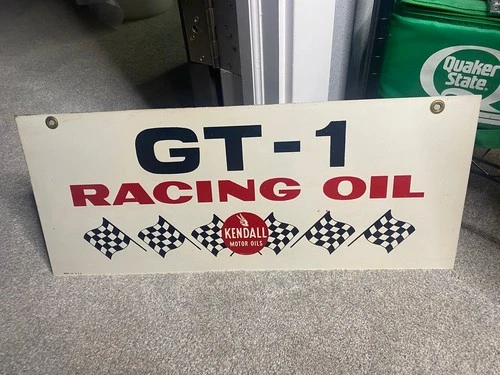 GT-1
RACING OIL
KENDALL
MOTOR OILS
Quaker
State